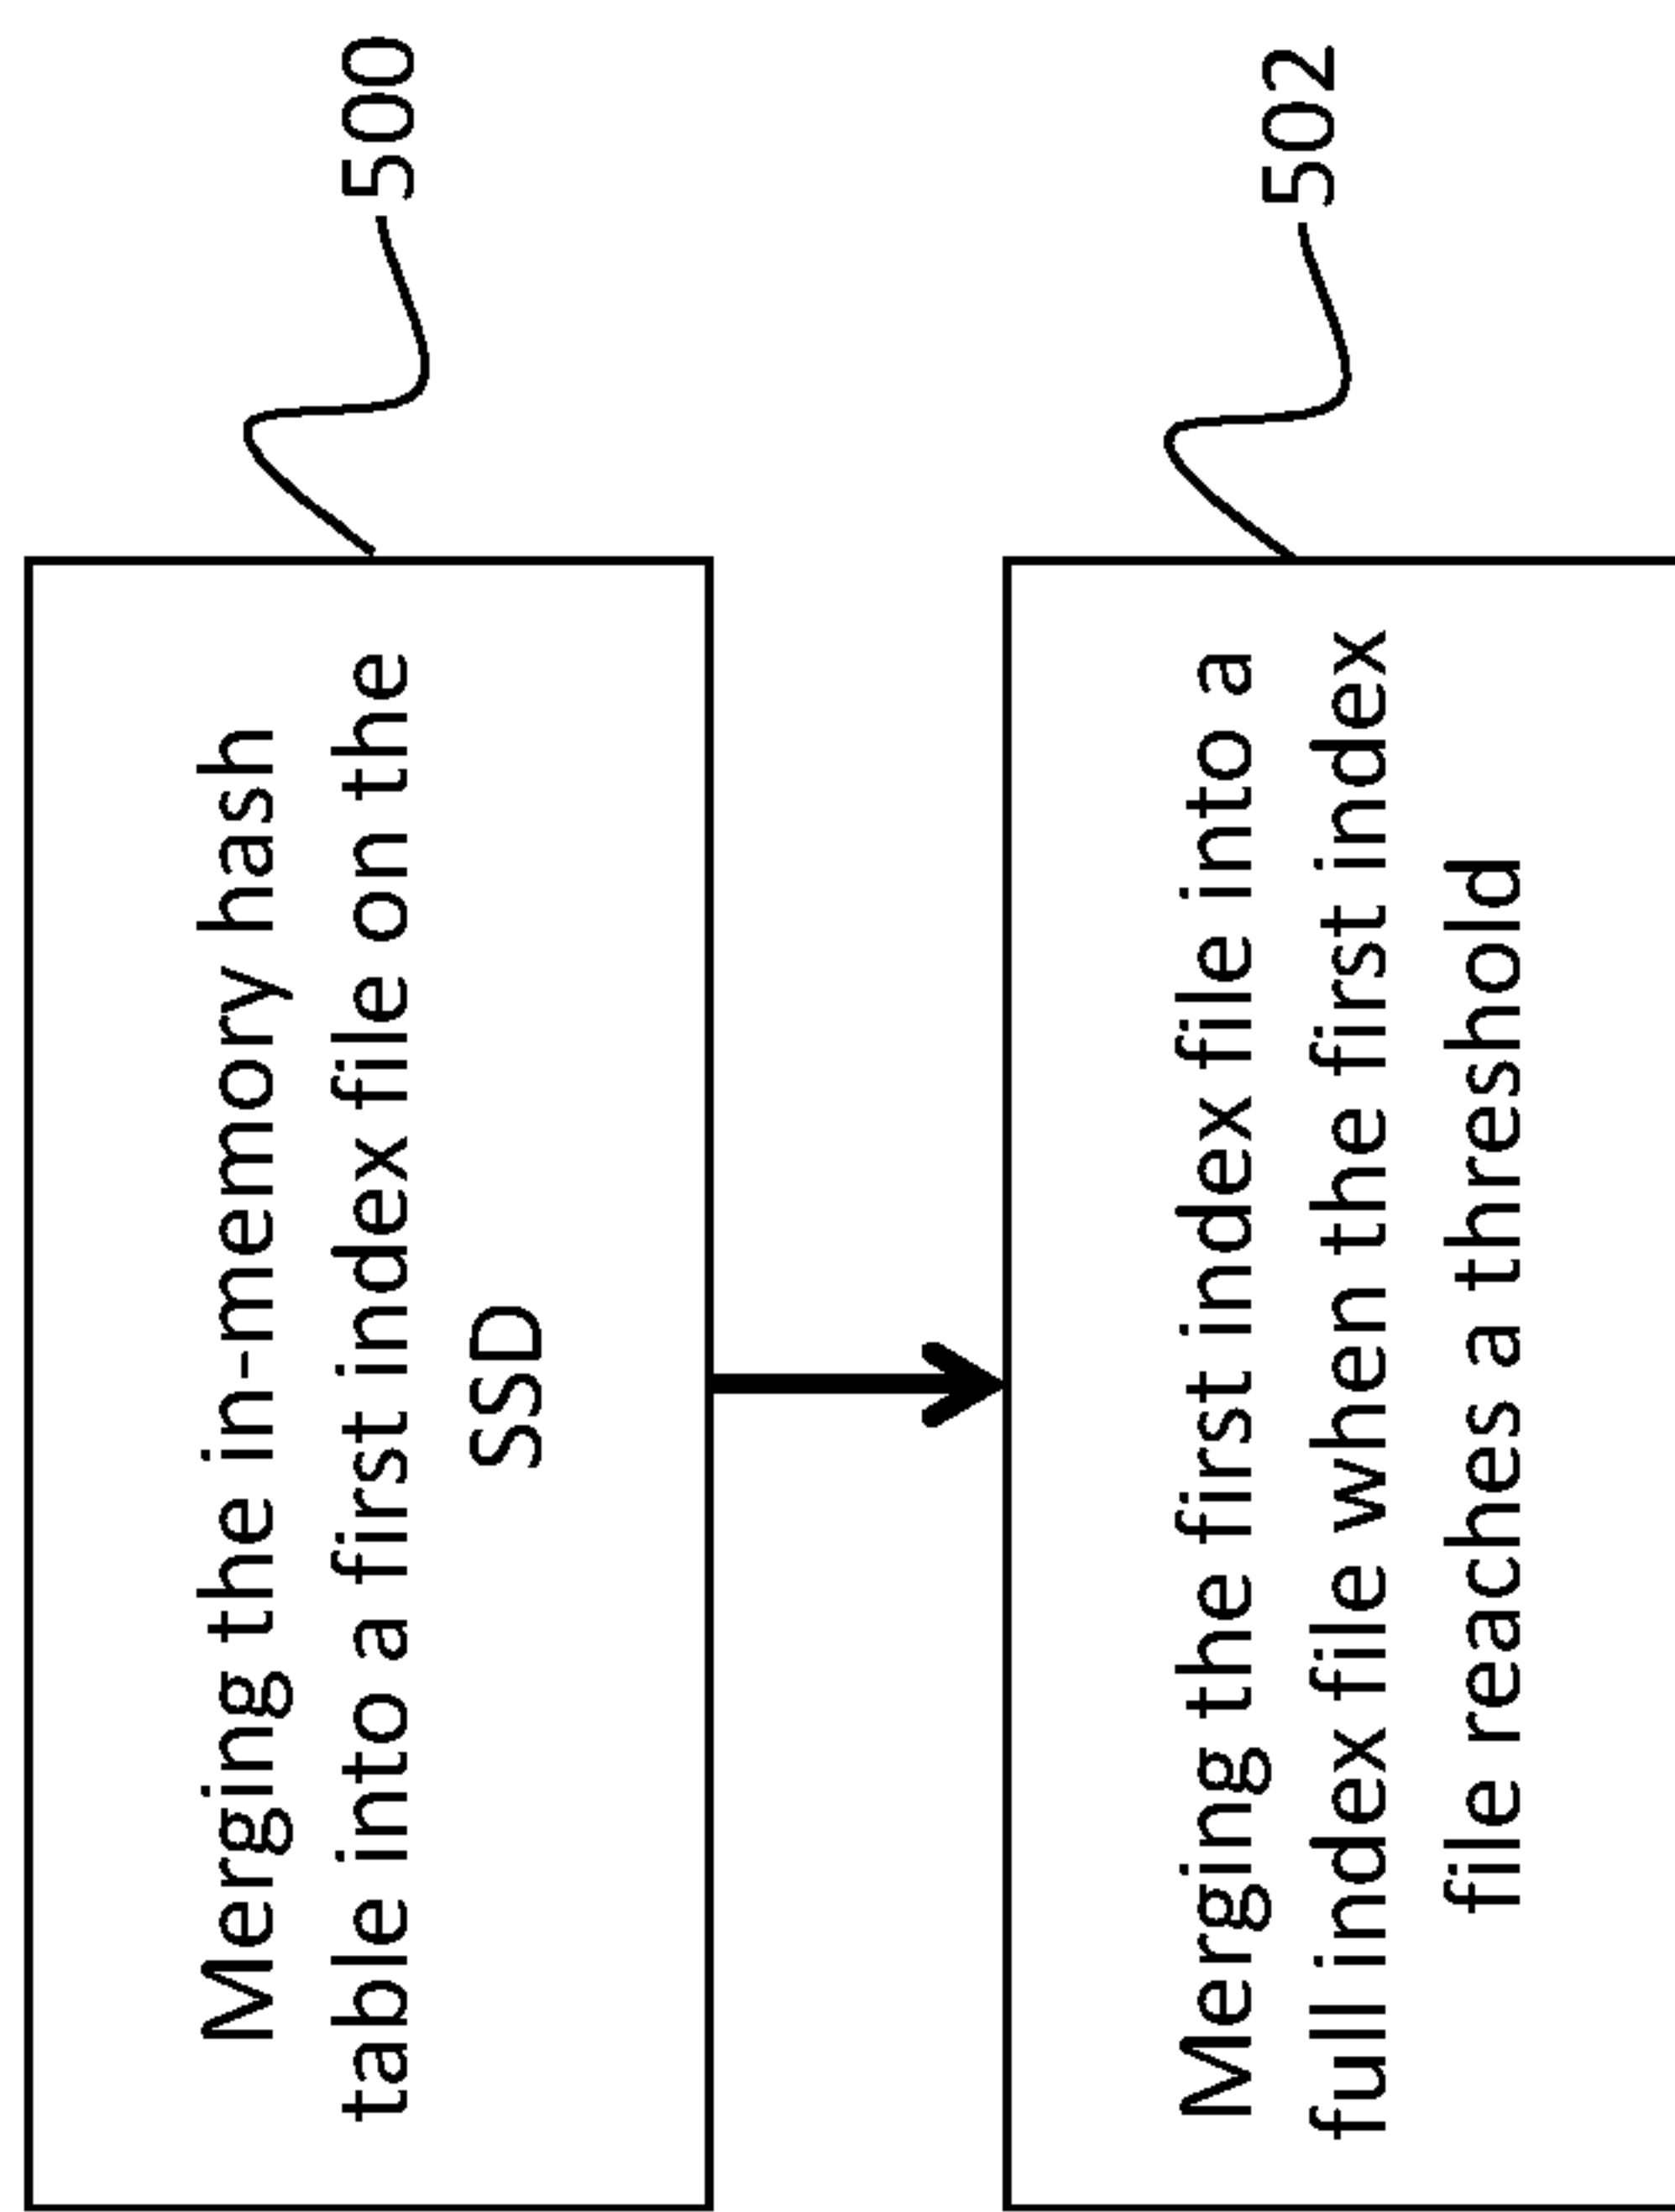 Merging the in-memory hash
table into a first index file on the
SSD
500
Merging the first index file into a
full index file when the first index
file reaches a threshold
502